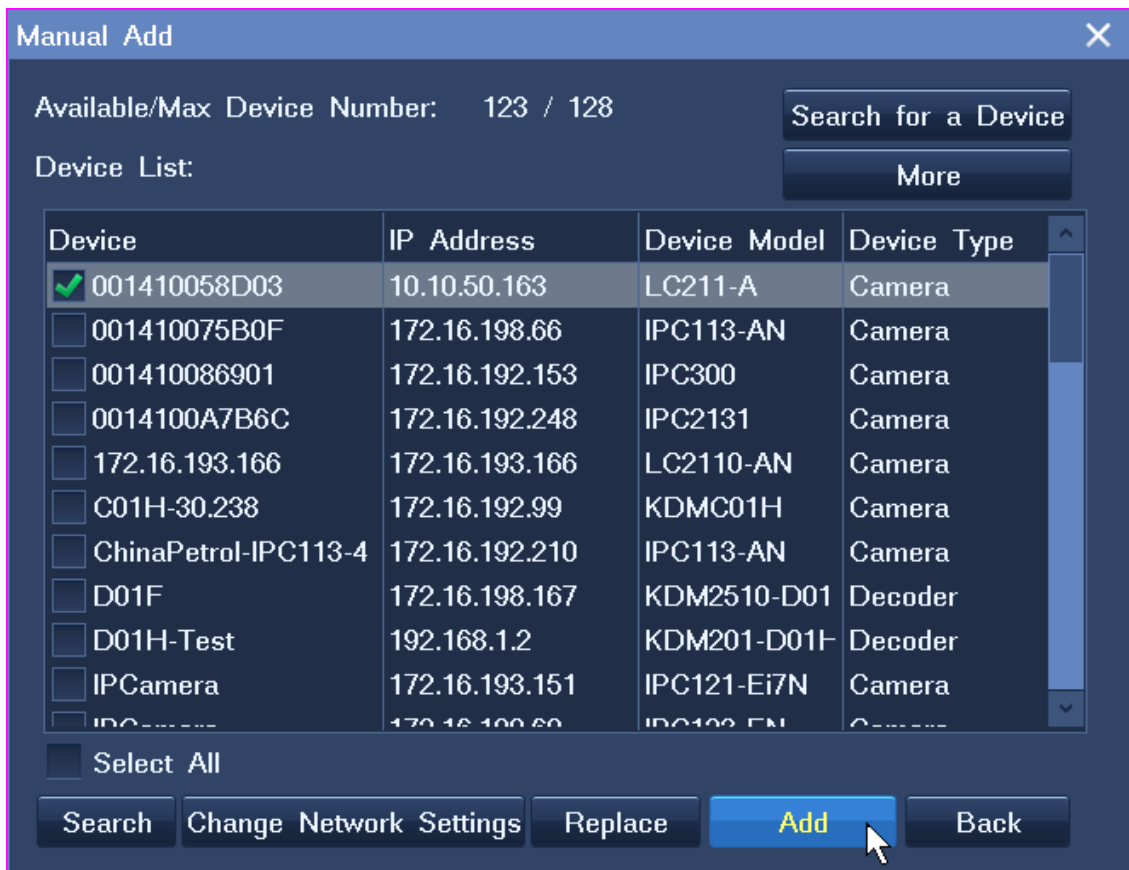 Manual Add
Available/Max Device Number: 123 / 128
Search for a Device
Device List:
More
Device IP Address Device Model Device Type
001410058D03 10.10.50.163 LC211-A Camera
001410075B0F 172.16.198.66 IPC113-AN Camera
001410086901 172.16.192.153 IPC300 Camera
0014100A7B6C 172.16.192.248 IPC2131 Camera
172.16.193.166 172.16.193.166 LC2110-AN Camera
C01H-30.238 172.16.192.99 KDMC01H Camera
ChinaPetrol-IPC113-4 172.16.192.210 IPC113-AN Camera
D01F 172.16.198.167 KDM2510-D01 Decoder
D01H-Test 192.168.1.2 KDM201-D01H Decoder
IPCamera 172.16.193.151 IPC121-Ei7N Camera
IPCamera Camera
Select All
Search Change Network Settings Replace Add Back